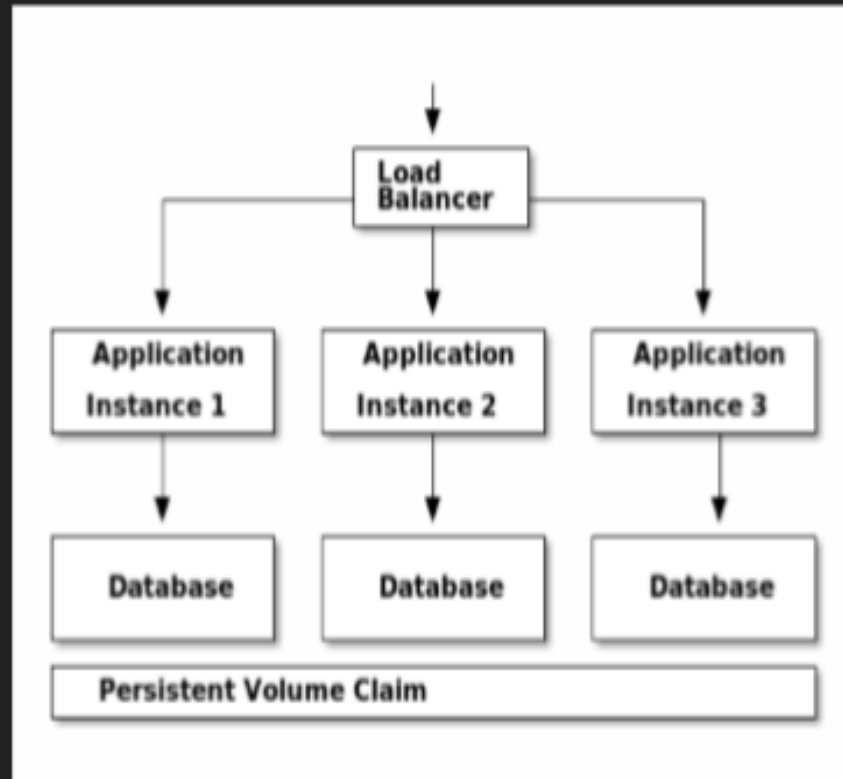 Load
Balancer
Application
Instance 1
Application
Instance 2
Application
Instance 3
Database
Database
Database
Persistent Volume Claim